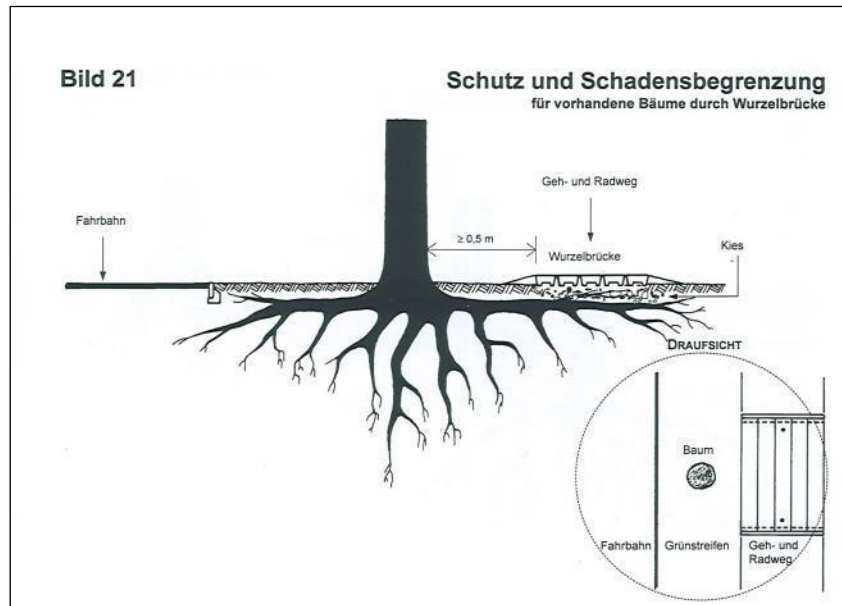 Bild 21
Schutz und Schadensbegrenzung
für vorhandene Bäume durch Wurzelbrücke
Geh- und Radweg
Fahrbahn
≥ 0,5 m
Wurzelbrücke
Kies
DRAUFSICHT
Baum
Fahrbahn
Grünstreifen
Geh- und
Radweg